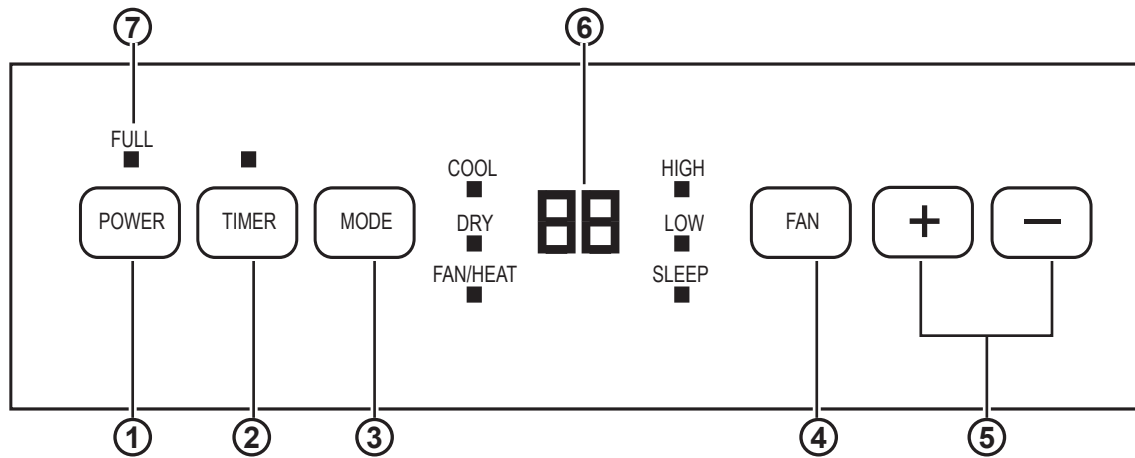 ⑦ ⑥
FULL
COOL HIGH
POWER TIMER MODE DRY 88 LOW FAN + −
FAN/HEAT SLEEP
① ② ③ ④ ⑤